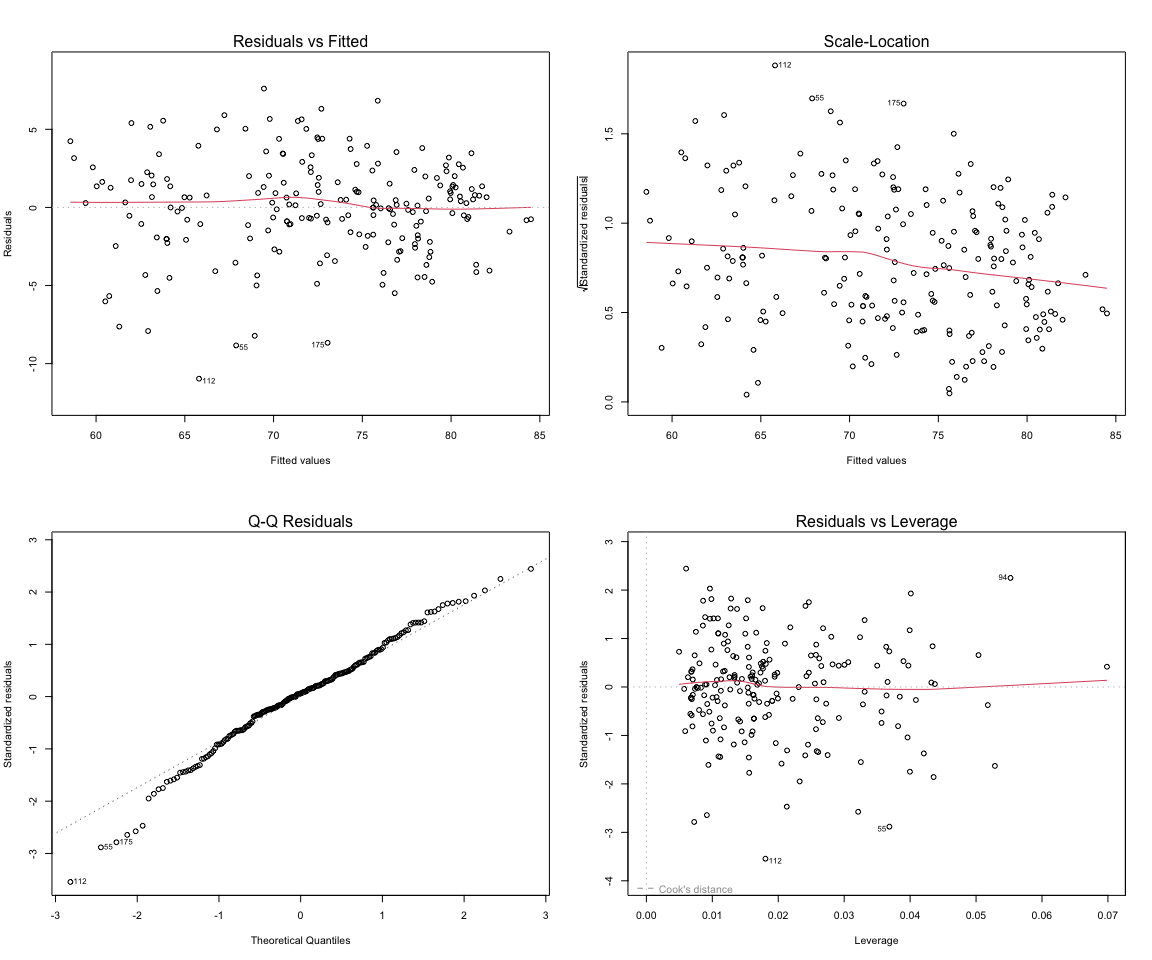 Residuals vs Fitted
Residuals
5
0
-5
-10
55
175
112
60 65 70 75 80 85
Fitted values
Scale-Location
√|Standardized residuals|
1.5
1.0
0.5
0.0
112
55
175
60 65 70 75 80 85
Fitted values
Q-Q Residuals
Standardized residuals
3
2
1
0
-1
-2
-3
55
175
112
-3 -2 -1 0 1 2 3
Theoretical Quantiles
Residuals vs Leverage
Standardized residuals
3
2
1
0
-1
-2
-3
-4
94
55
112
Cook's distance
0.00 0.01 0.02 0.03 0.04 0.05 0.06 0.07
Leverage